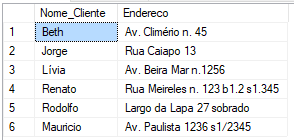 Nome_Cliente Endereco
1 Beth Av. Climério n. 45
2 Jorge Rua Caiapo 13
3 Lívia Av. Beira Mar n.1256
4 Renato Rua Meireles n. 123 b1.2 s1.345
5 Rodolfo Largo da Lapa 27 sobrado
6 Mauricio Av. Paulista 1236 s1/2345